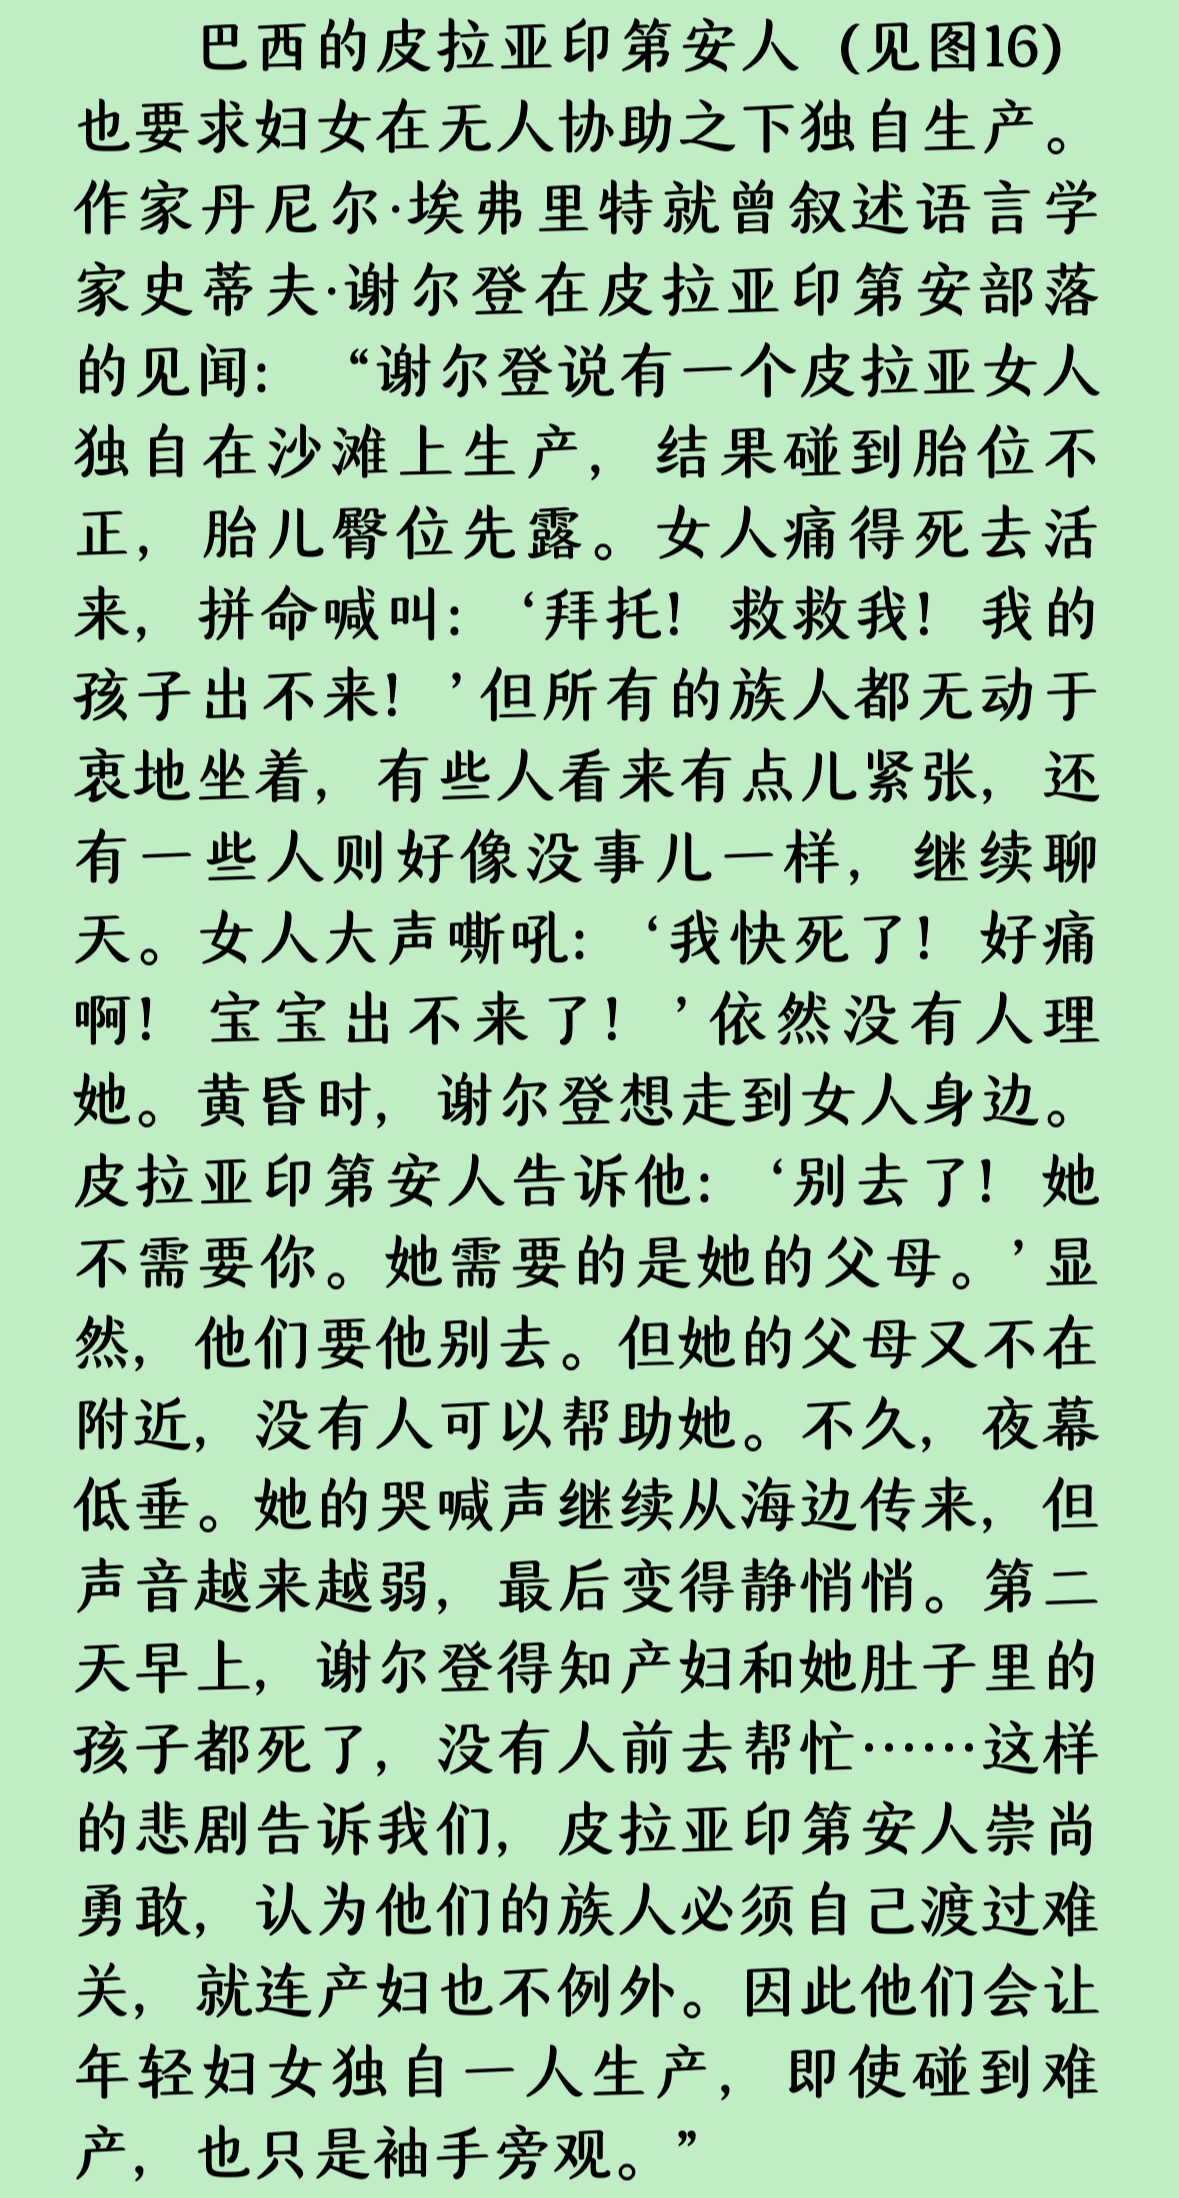 巴西的皮拉亚印第安人（见图16）
也要求妇女在无人协助之下独自生产。
作家丹尼尔·埃弗里特就曾叙述语言学
家史蒂夫·谢尔登在皮拉亚印第安部落
的见闻：“谢尔登说有一个皮拉亚女人
独自在沙滩上生产，结果碰到胎位不
正，胎儿臀位先露。女人痛得死去活
来，拼命喊叫：‘拜托！救救我！我的
孩子出不来！’但所有的族人都无动于
衷地坐着，有些人看来有点儿紧张，还
有一些人则好像没事儿一样，继续聊
天。女人大声嘶吼：‘我快死了！好痛
啊！宝宝出不来了！’依然没有人理
她。黄昏时，谢尔登想走到女人身边。
皮拉亚印第安人告诉他：‘别去了！她
不需要你。她需要的是她的父母。’显
然，他们要他别去。但她的父母又不在
附近，没有人可以帮助她。不久，夜幕
低垂。她的哭喊声继续从海边传来，但
声音越来越弱，最后变得静悄悄。第二
天早上，谢尔登得知产妇和她肚子里的
孩子都死了，没有人前去帮忙……这样
的悲剧告诉我们，皮拉亚印第安人崇尚
勇敢，认为他们的族人必须自己渡过难
关，就连产妇也不例外。因此他们会让
年轻妇女独自一人生产，即使碰到难
产，也只是袖手旁观。”